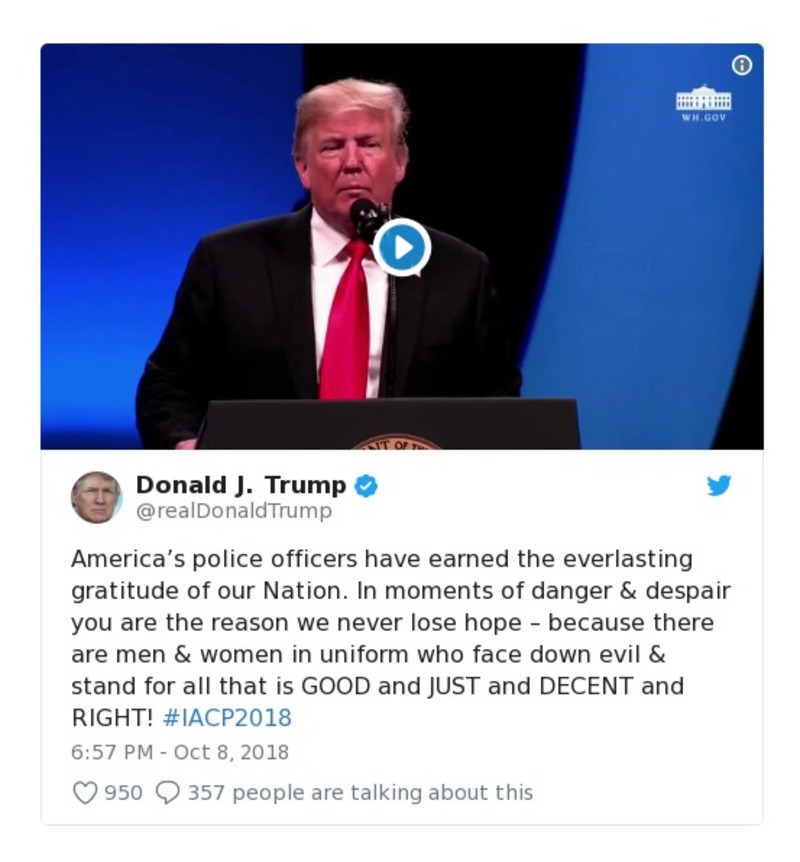 WH.GOV
NT OF TH
Donald J. Trump
@realDonaldTrump
America’s police officers have earned the everlasting
gratitude of our Nation. In moments of danger & despair
you are the reason we never lose hope – because there
are men & women in uniform who face down evil &
stand for all that is GOOD and JUST and DECENT and
RIGHT! #IACP2018
6:57 PM - Oct 8, 2018
950 357 people are talking about this